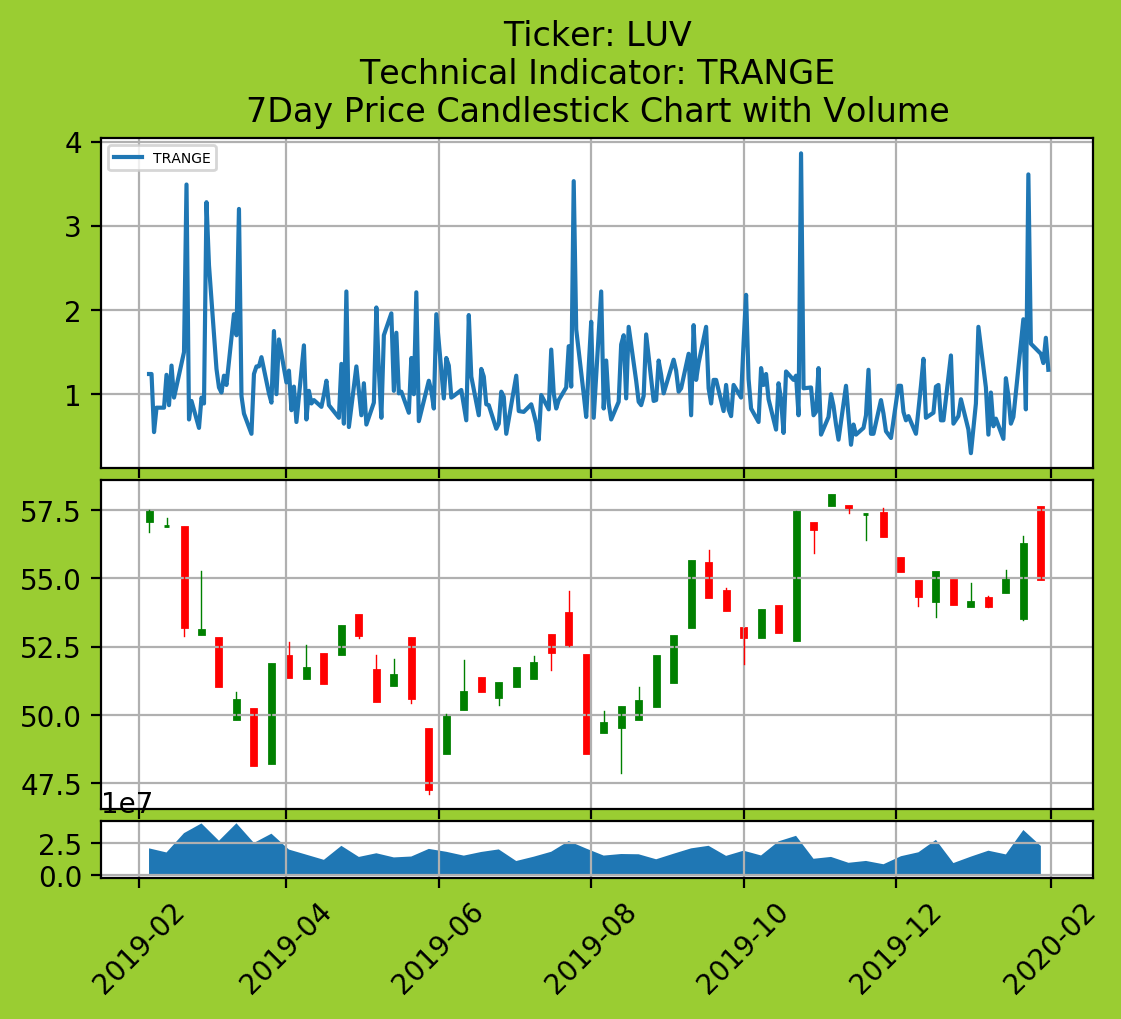 Ticker: LUV
Technical Indicator: TRANGE
7Day Price Candlestick Chart with Volume
4
TRANGE
3
2
1
57.5
55.0
52.5
50.0
47.5
1e7
2.5
0.0
2019-02 2019-04 2019-06 2019-08 2019-10 2019-12 2020-02